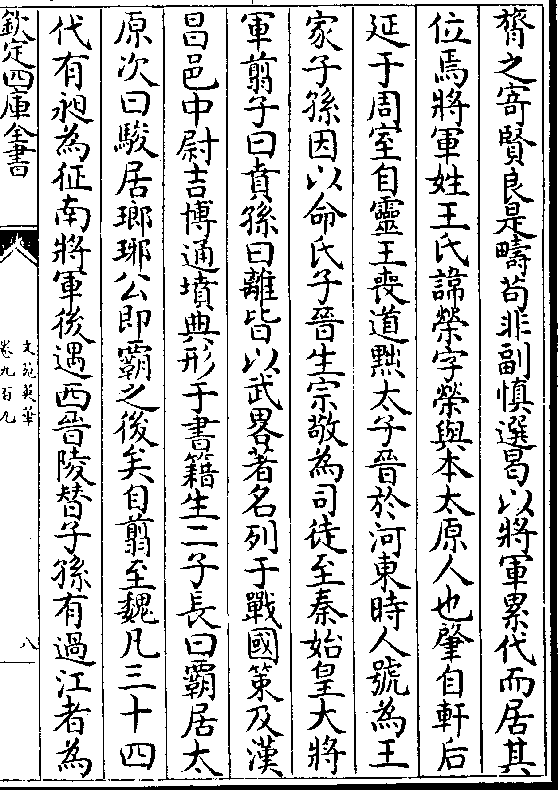 膂之寄賢良是疇苟非副慎選曷以將軍累代而居其
位焉將軍姓王氏諱榮字榮與本太原人也肇自軒后
延于周室自靈王喪道黜太子晉於河東時人號為王
家子孫因以命氏子晉生宗敬為司徒至秦始皇大將
軍翦子曰賁孫曰離皆以武畧著名列于戰國策及漢
昌邑中尉吉博通墳典形于書籍生二子長曰霸居太
原次曰駿居瑯琊公即霸之後矣自翦至魏凡三十四
代有昶為征南將軍後遇西晉陵替子孫有過江者為
欽定四庫全書
文苑英華
卷九百九
八